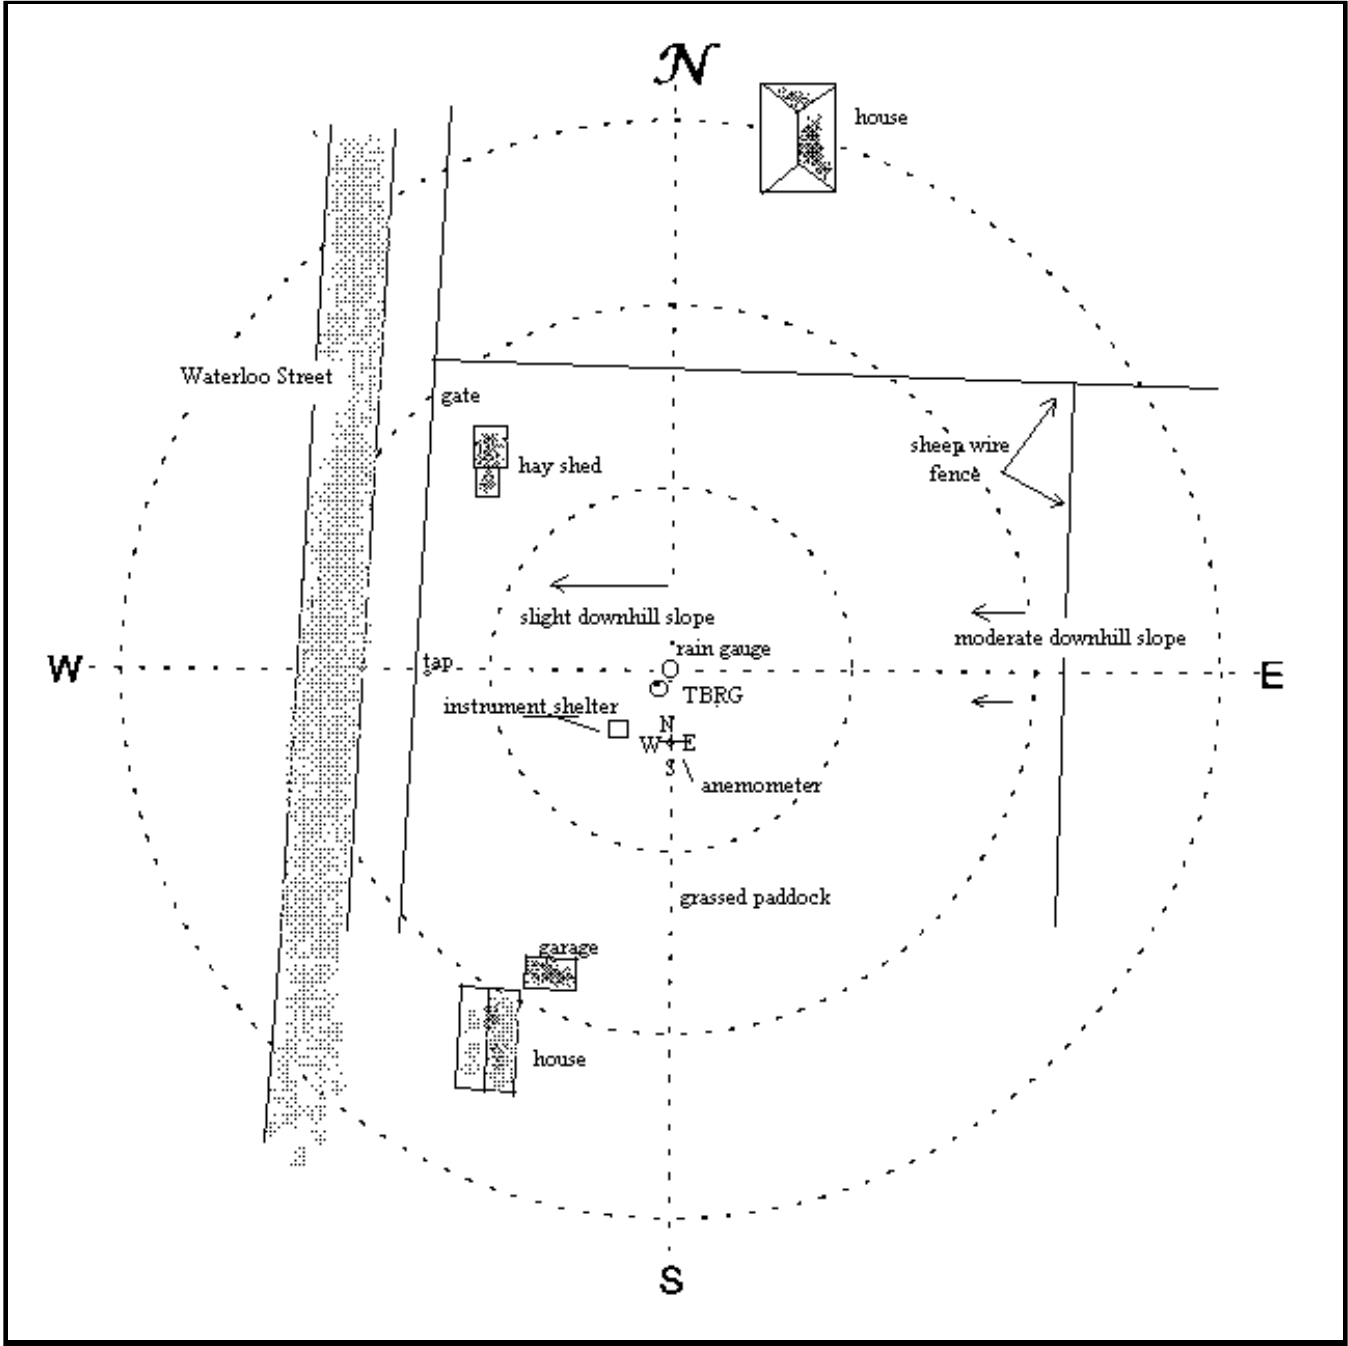 N
house
Waterloo Street
gate
sheep wire
fence
hay shed
slight downhill slope
moderate downhill slope
rain gauge
W
tap
E
TBRG
instrument shelter
N
W E
S
anemometer
grassed paddock
garage
house
S